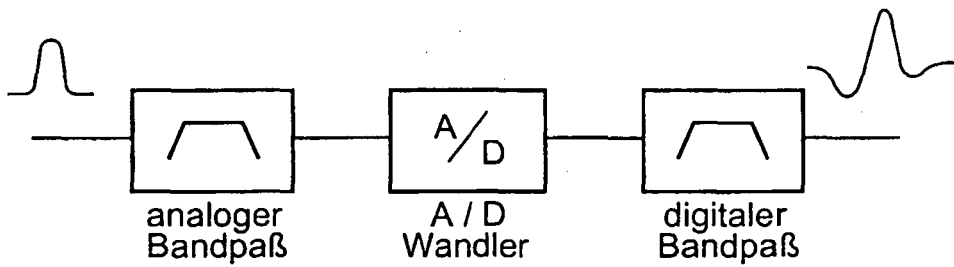 A/D
analoger
Bandpaß
A / D
Wandler
digitaler
Bandpaß